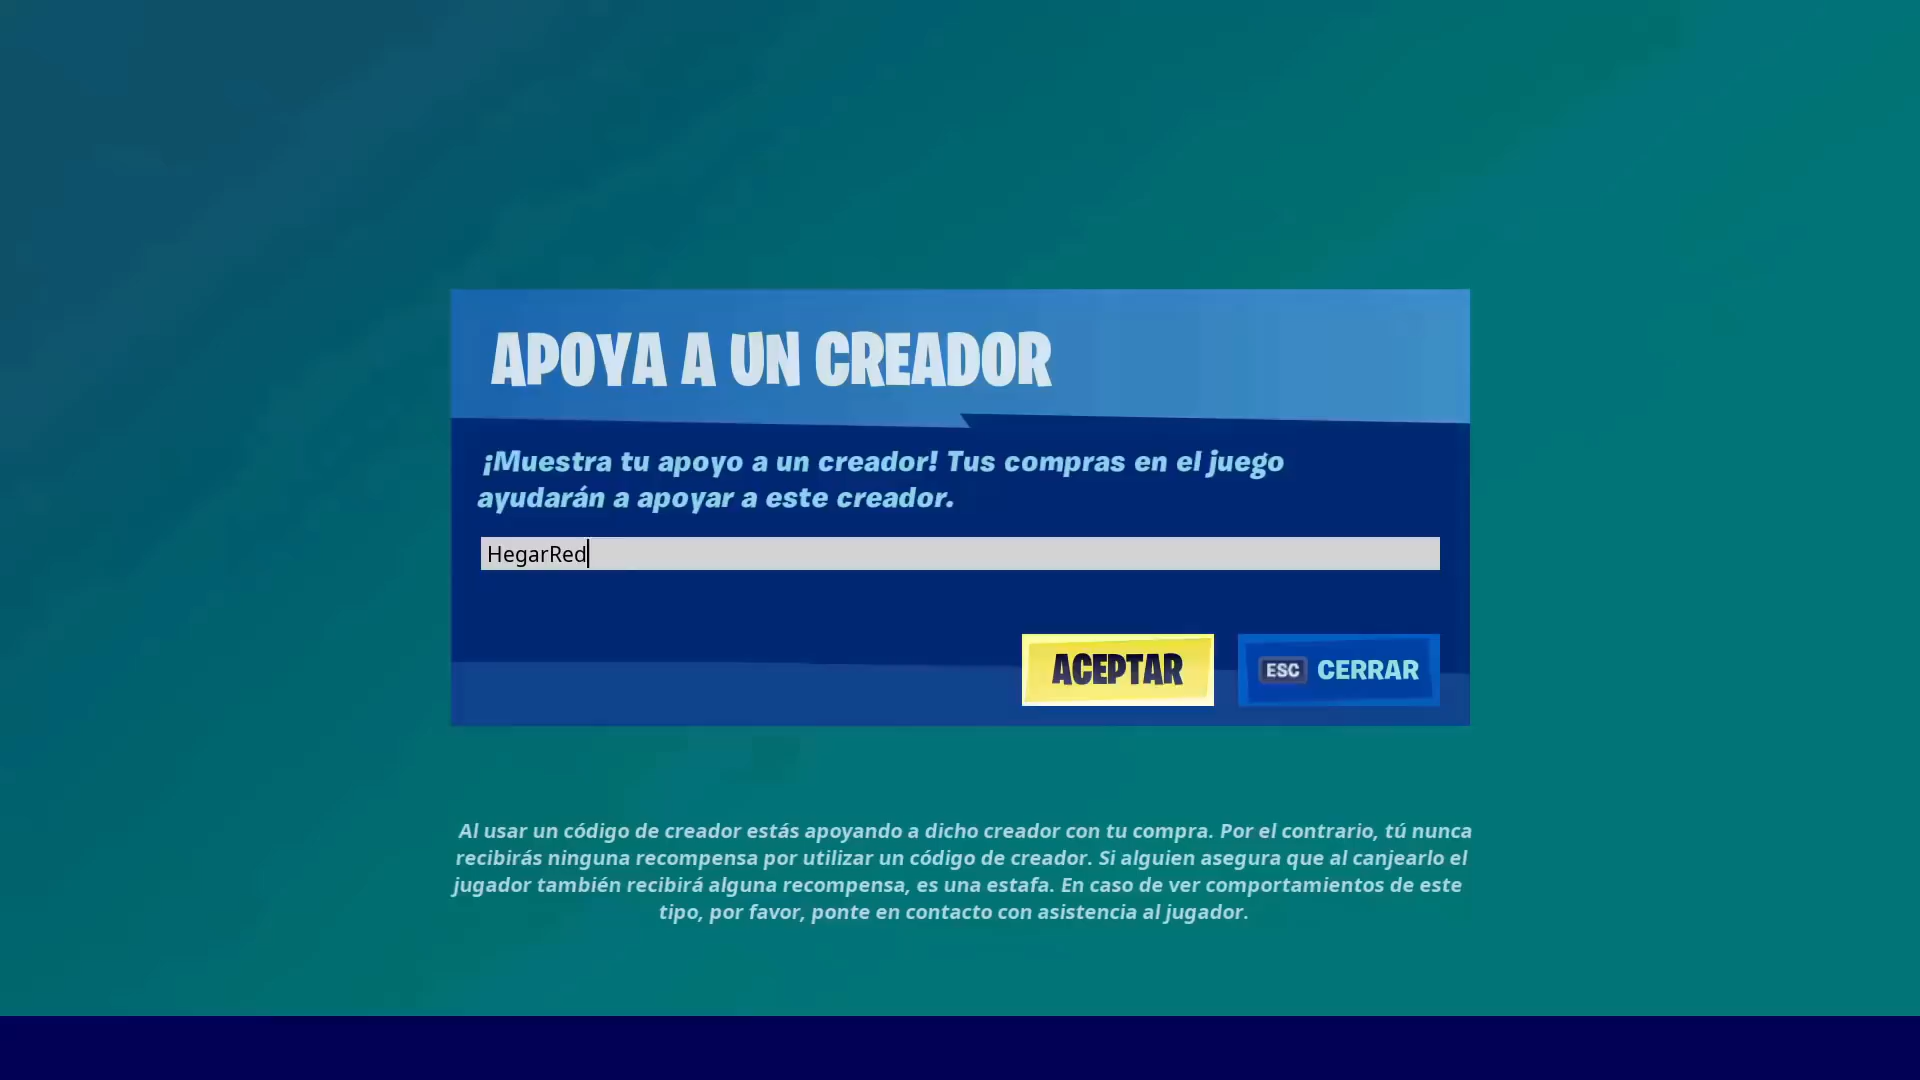 APOYA A UN CREADOR
¡Muestra tu apoyo a un creador! Tus compras en el juego
ayudarán a apoyar a este creador.
HegarRed
ACEPTAR
ESC CERRAR
Al usar un código de creador estás apoyando a dicho creador con tu compra. Por el contrario, tú nunca
recibirás ninguna recompensa por utilizar un código de creador. Si alguien asegura que al canjearlo el
jugador también recibirá alguna recompensa, es una estafa. En caso de ver comportamientos de este
tipo, por favor, ponte en contacto con asistencia al jugador.